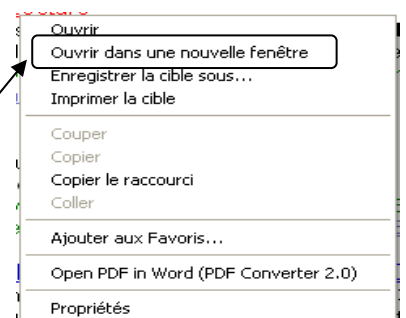 Ouvrir
Ouvrir dans une nouvelle fenêtre
Enregistrer la cible sous...
Imprimer la cible
Couper
Copier
Copier le raccourci
Coller
Ajouter aux Favoris...
Open PDF in Word (PDF Converter 2.0)
Propriétés